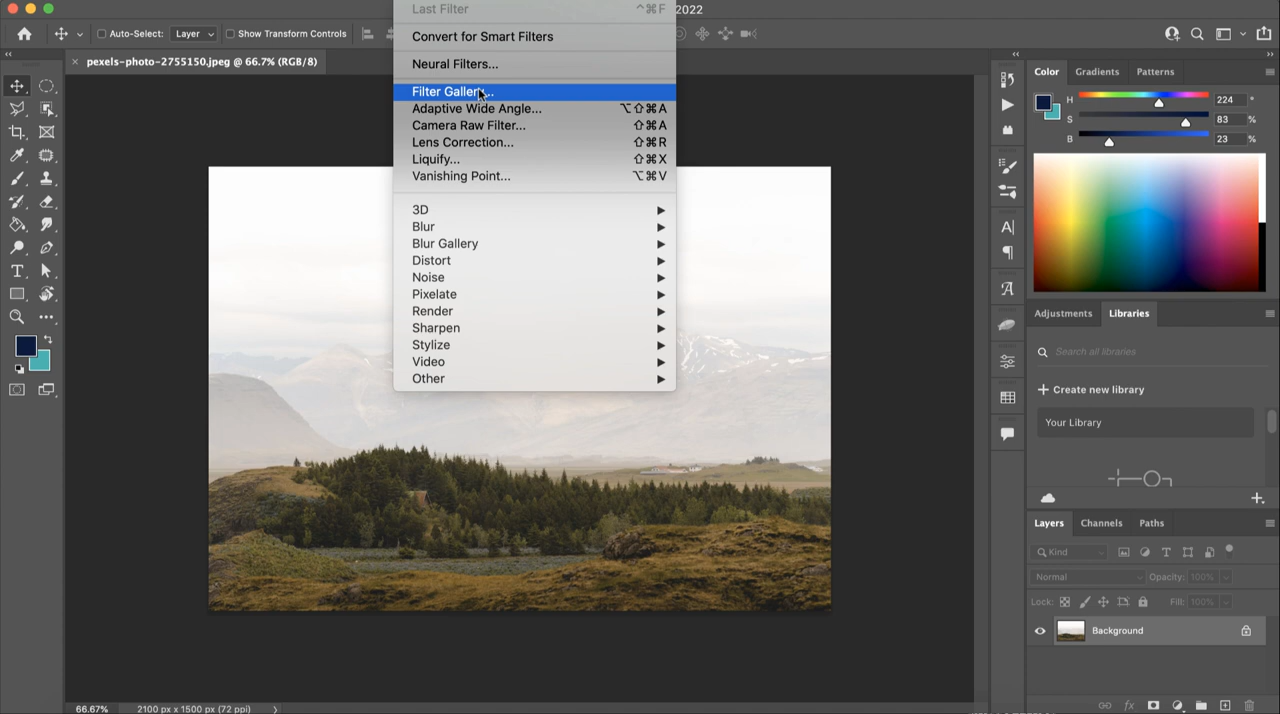 2022
Last Filter ^⌘F
Convert for Smart Filters
Neural Filters...
Filter Gallery...
Adaptive Wide Angle... ⌥⇧⌘A
Camera Raw Filter... ⇧⌘A
Lens Correction... ⇧⌘R
Liquify... ⇧⌘X
Vanishing Point... ⌥⌘V
3D
Blur
Blur Gallery
Distort
Noise
Pixelate
Render
Sharpen
Stylize
Video
Other
Auto-Select: Layer Show Transform Controls
pexels-photo-2755150.jpeg @ 66.7% (RGB/8)
Color Gradients Patterns
H 224 °
S 83 %
B 23 %
Adjustments Libraries
Search all libraries
+ Create new library
Your Library
Layers Channels Paths
Kind
Normal Opacity: 100%
Lock: Fill: 100%
Background
66.67% 2100 px x 1500 px (72 ppi)